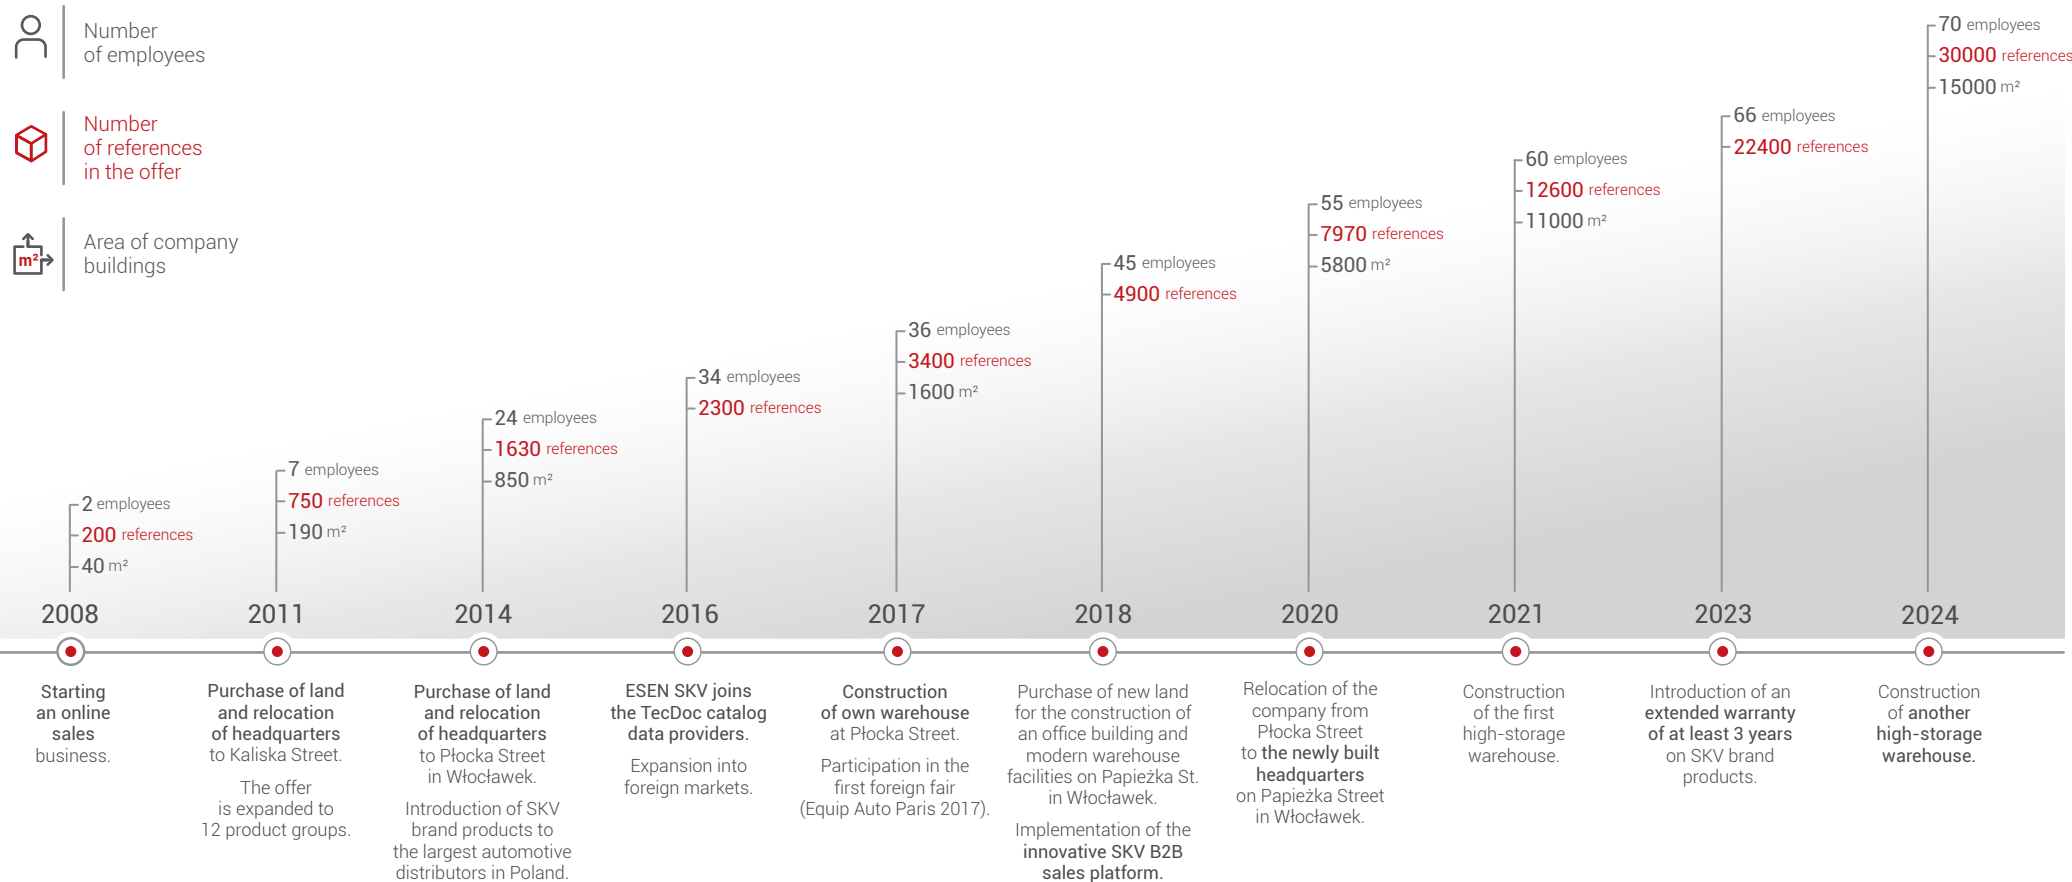 Number
of employees
Number
of references
in the offer
m²
Area of company
buildings
2 employees
200 references
40 m²
7 employees
750 references
190 m²
24 employees
1630 references
850 m²
34 employees
2300 references
36 employees
3400 references
1600 m²
45 employees
4900 references
55 employees
7970 references
5800 m²
60 employees
12600 references
11000 m²
66 employees
22400 references
70 employees
30000 references
15000 m²
2008
Starting
an online
sales
business.
2011
Purchase of land
and relocation
of headquarters
to Kaliska Street.
The offer
is expanded to
12 product groups.
2014
Purchase of land
and relocation
of headquarters
to Płocka Street
in Włocławek.
Introduction of SKV
brand products to
the largest automotive
distributors in Poland.
2016
ESEN SKV joins
the TecDoc catalog
data providers.
Expansion into
foreign markets.
2017
Construction
of own warehouse
at Płocka Street.
Participation in the
first foreign fair
(Equip Auto Paris 2017).
2018
Purchase of new land
for the construction of
an office building and
modern warehouse
facilities on Papieżka St.
in Włocławek.
Implementation of the
innovative SKV B2B
sales platform.
2020
Relocation of the
company from
Płocka Street
to the newly built
headquarters
on Papieżka Street
in Włocławek.
2021
Construction
of the first
high-storage
warehouse.
2023
Introduction of an
extended warranty
of at least 3 years
on SKV brand
products.
2024
Construction
of another
high-storage
warehouse.